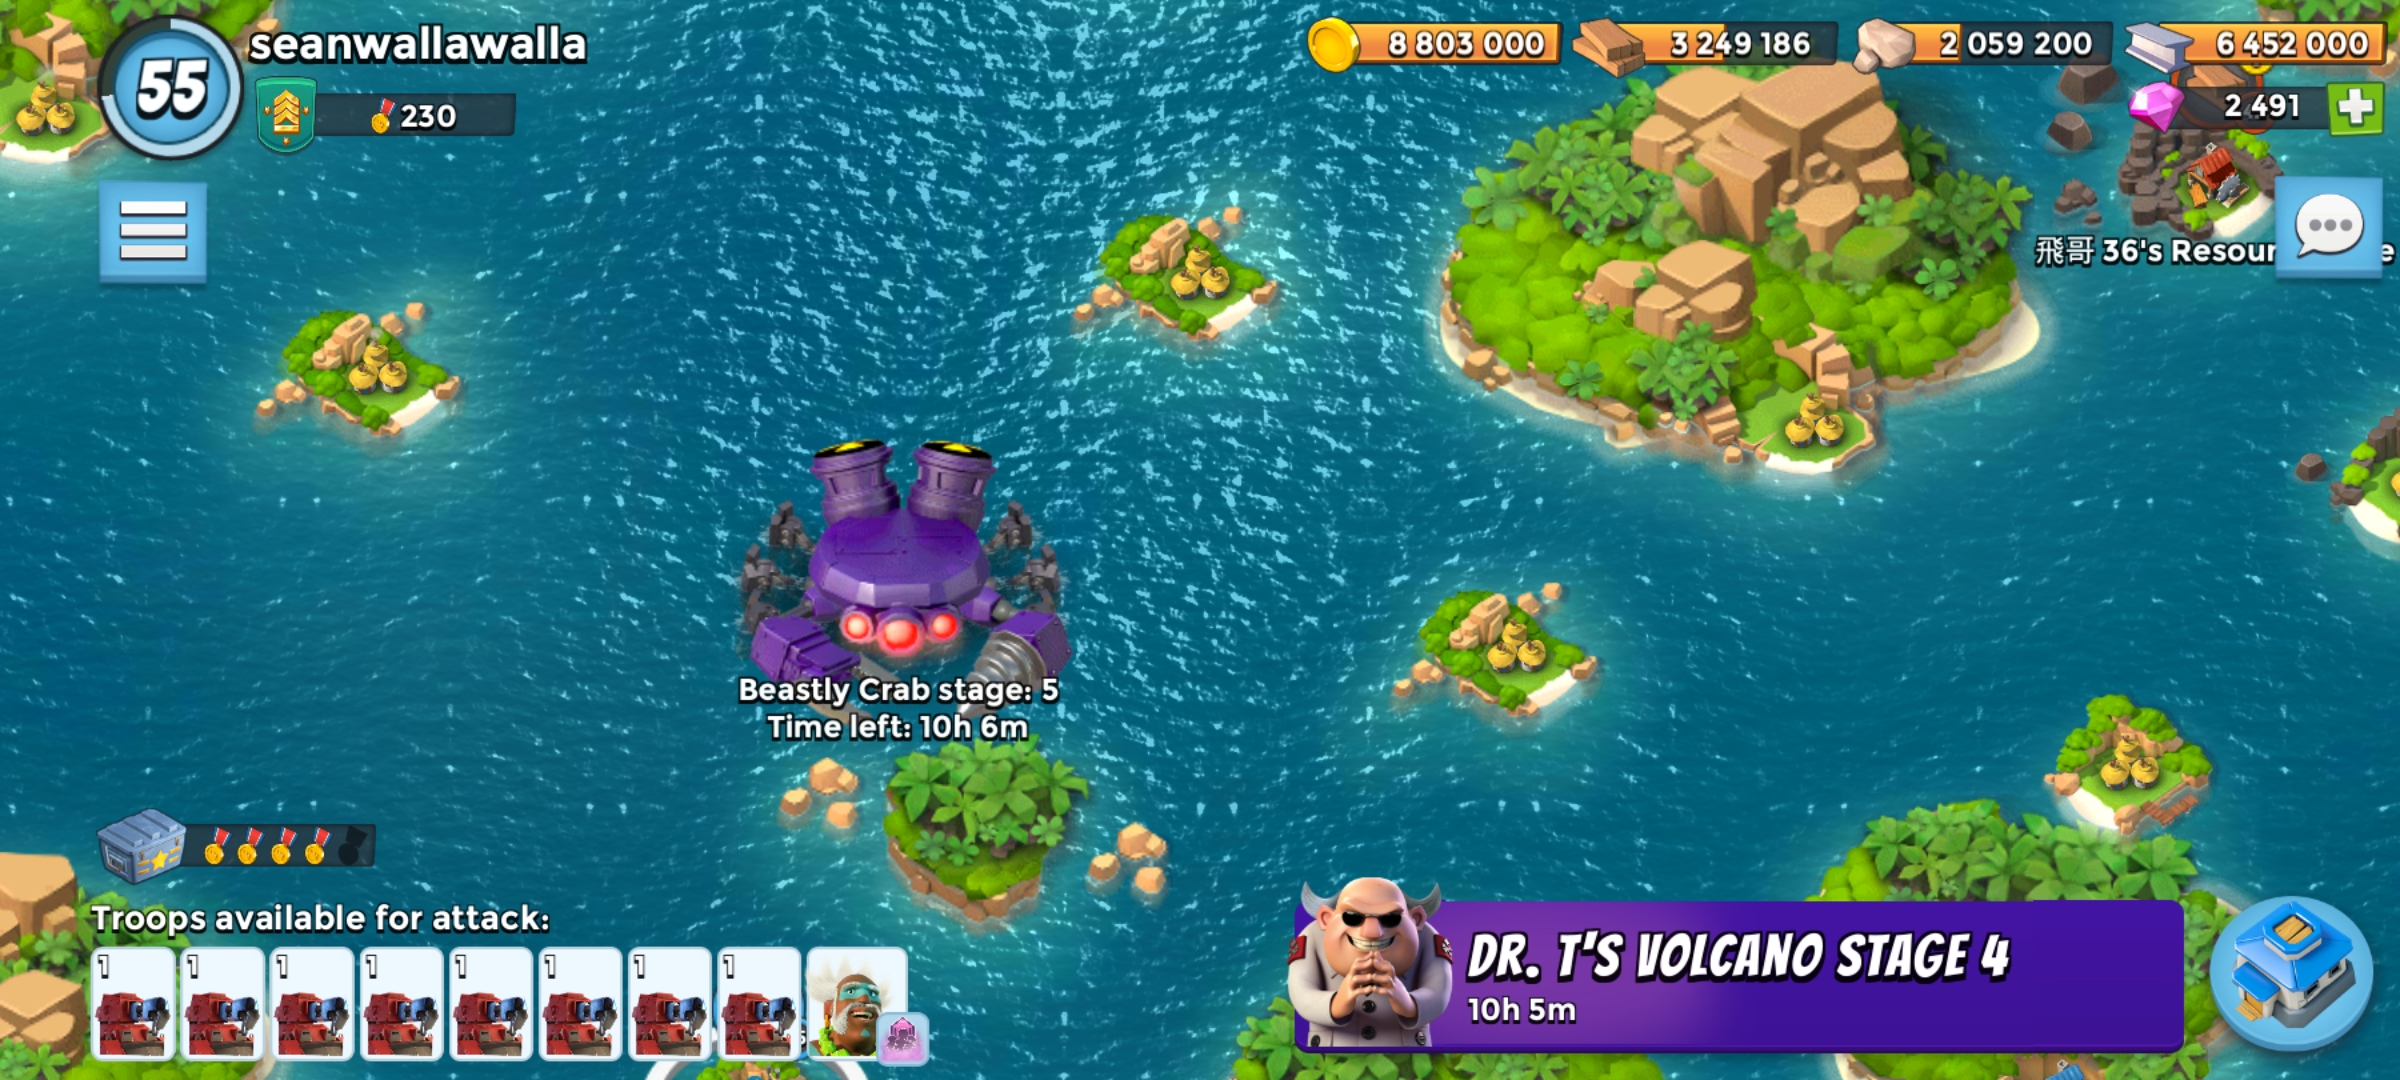 55
seanwallawalla
230
8 803 000
3 249 186
2 059 200
6 452 000
2 491
飛哥 36's
Beastly Crab stage: 5
Time left: 10h 6m
Troops available for attack:
1 1 1 1 1 1 1 1
DR. T'S VOLCANO STAGE 4
10h 5m